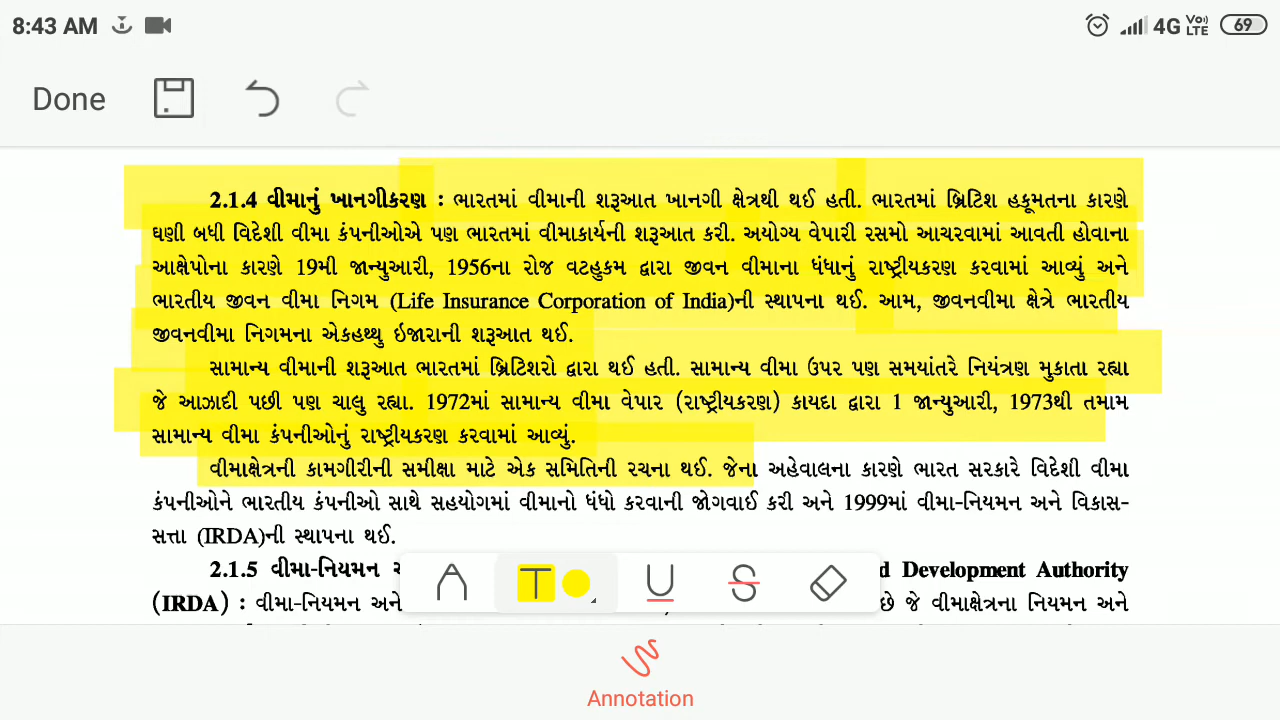 8:43 AM
4G Vo) LTE 69
Done
2.1.4 વીમાનું ખાનગીકરણ : ભારતમાં વીમાની શરૂઆત ખાનગી ક્ષેત્રથી થઈ હતી. ભારતમાં બ્રિટિશ હકૂમતના કારણે
ઘણી બધી વિદેશી વીમા કંપનીઓએ પણ ભારતમાં વીમાકાર્યની શરૂઆત કરી. અયોગ્ય વેપારી રસમો આચરવામાં આવતી હોવાના
આક્ષેપોના કારણે 19મી જાન્યુઆરી, 1956ના રોજ વટહુકમ દ્વારા જીવન વીમાના ધંધાનું રાષ્ટ્રીયકરણ કરવામાં આવ્યું અને
ભારતીય જીવન વીમા નિગમ (Life Insurance Corporation of India)ની સ્થાપના થઈ. આમ, જીવનવીમા ક્ષેત્રે ભારતીય
જીવનવીમા નિગમના એકહથ્થુ ઇજારાની શરૂઆત થઈ.
સામાન્ય વીમાની શરૂઆત ભારતમાં બ્રિટિશરો દ્વારા થઈ હતી. સામાન્ય વીમા ઉપર પણ સમયાંતરે નિયંત્રણ મુકાતા રહ્યા
જે આઝાદી પછી પણ ચાલુ રહ્યા. 1972માં સામાન્ય વીમા વેપાર (રાષ્ટ્રીયકરણ) કાયદા દ્વારા 1 જાન્યુઆરી, 1973થી તમામ
સામાન્ય વીમા કંપનીઓનું રાષ્ટ્રીયકરણ કરવામાં આવ્યું.
વીમાક્ષેત્રની કામગીરીની સમીક્ષા માટે એક સમિતિની રચના થઈ. જેના અહેવાલના કારણે ભારત સરકારે વિદેશી વીમા
કંપનીઓને ભારતીય કંપનીઓ સાથે સહયોગમાં વીમાનો ધંધો કરવાની જોગવાઈ કરી અને 1999માં વીમા-નિયમન અને વિકાસ-
સત્તા (IRDA)ની સ્થાપના થઈ.
2.1.5 વીમા-નિયમન d Development Authority
(IRDA) : વીમા-નિયમન અને છે જે વીમાક્ષેત્રના નિયમન અને
A T U S
Annotation